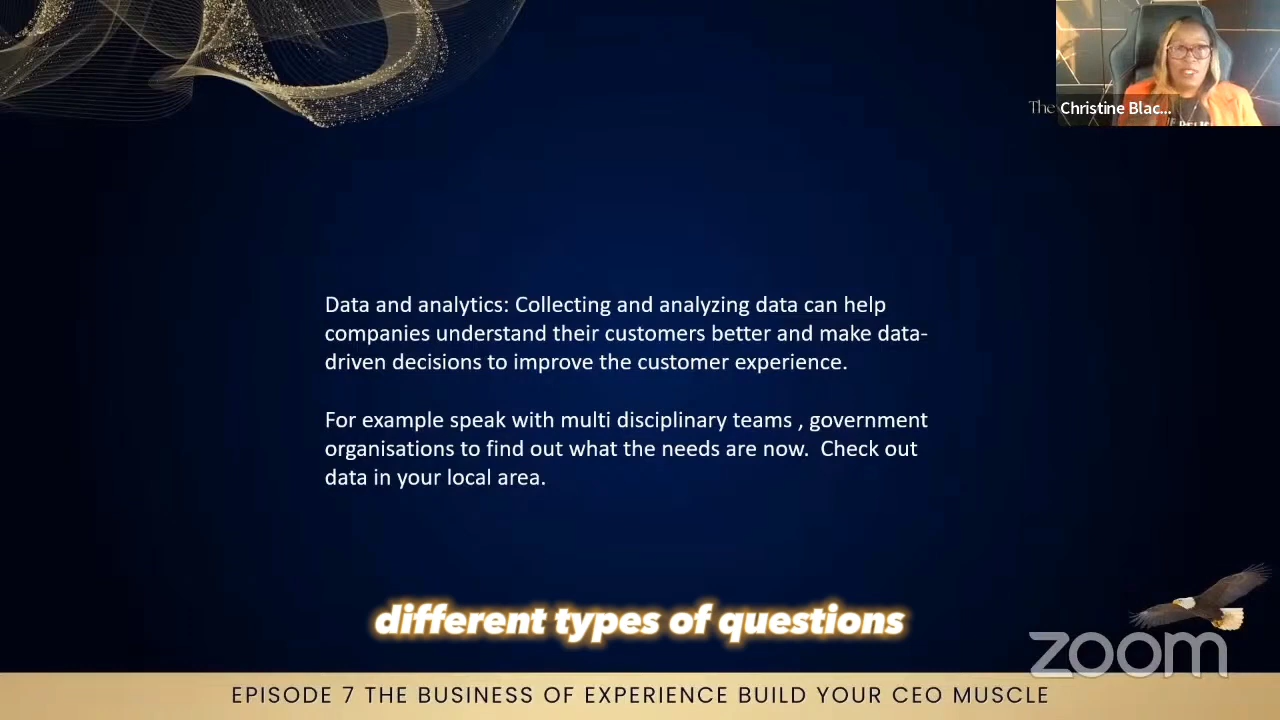 The
Christine Blac...
Data and analytics: Collecting and analyzing data can help
companies understand their customers better and make data-
driven decisions to improve the customer experience.
For example speak with multi disciplinary teams , government
organisations to find out what the needs are now.  Check out
data in your local area.
different types of questions
zoom
EPISODE 7 THE BUSINESS OF EXPERIENCE BUILD YOUR CEO MUSCLE